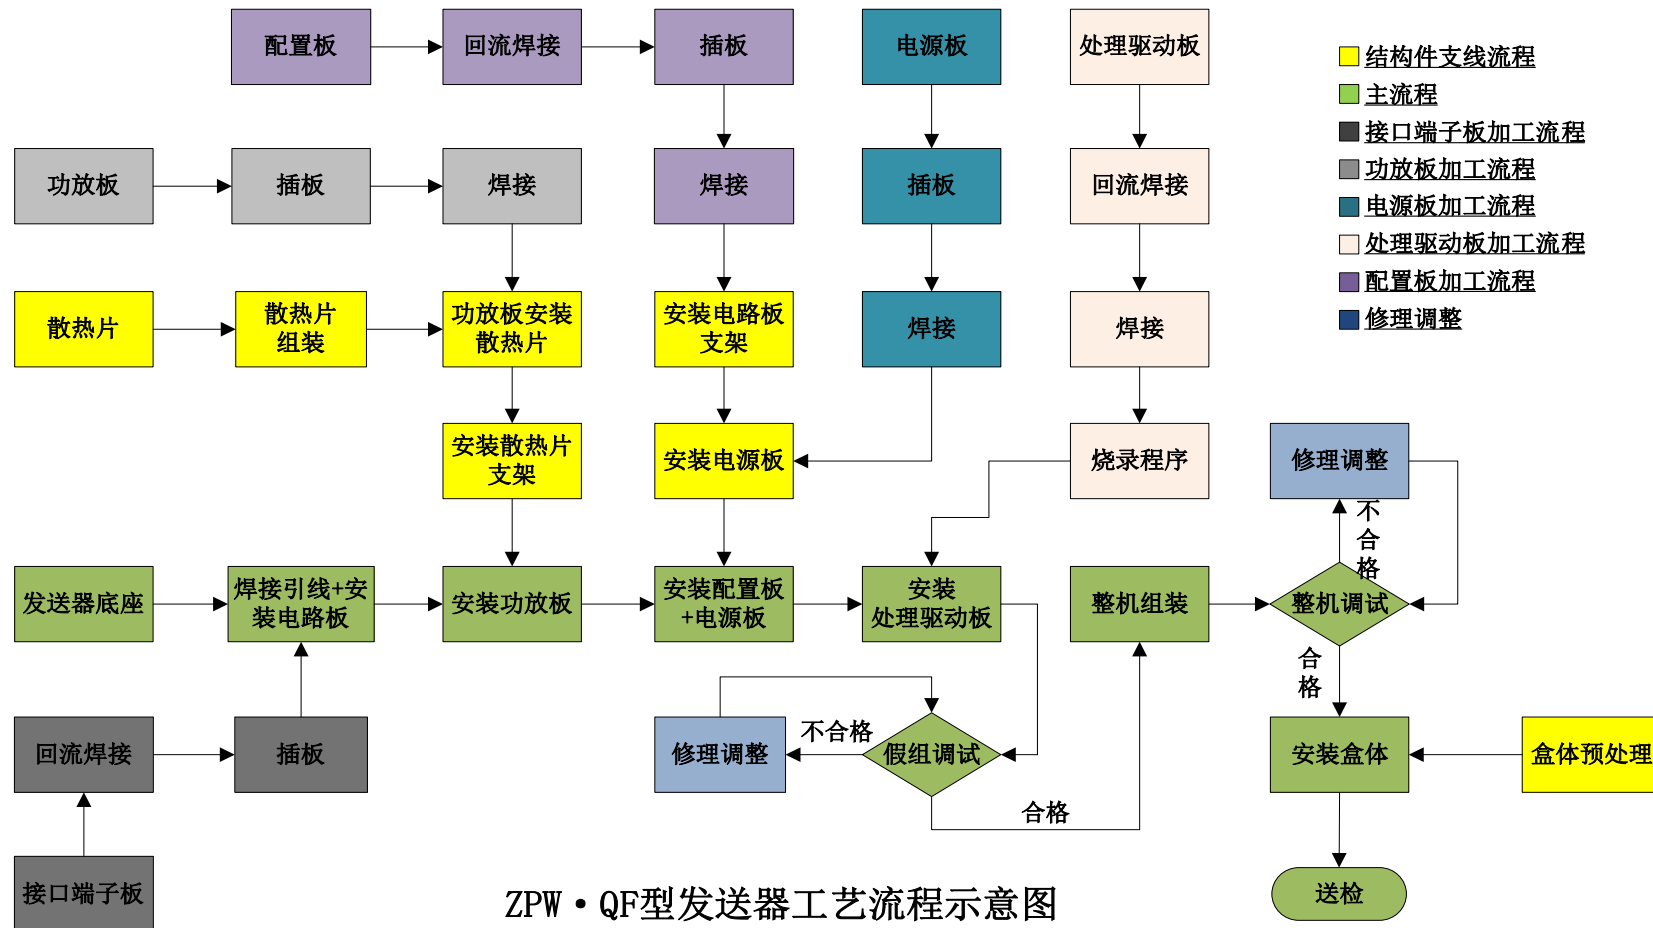 配置板
回流焊接
插板
电源板
处理驱动板
结构件支线流程
主流程
接口端子板加工流程
功放板加工流程
电源板加工流程
处理驱动板加工流程
配置板加工流程
修理调整
功放板
插板
焊接
焊接
插板
回流焊接
散热片
散热片
组装
功放板安装
散热片
安装电路板
支架
焊接
焊接
安装散热片
支架
安装电源板
烧录程序
修理调整
不
合
格
发送器底座
焊接引线+安
装电路板
安装功放板
安装配置板
+电源板
安装
处理驱动板
整机组装
整机调试
合
格
回流焊接
插板
修理调整
不合格
假组调试
安装盒体
盒体预处理
合格
接口端子板
ZPW·QF型发送器工艺流程示意图
送检